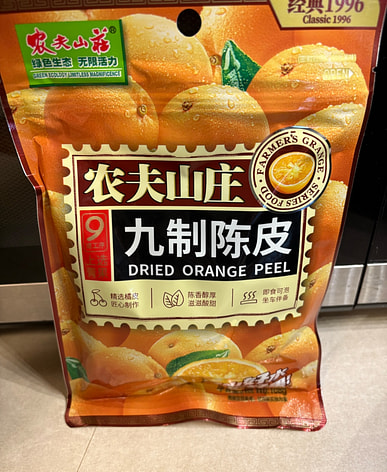 经典1996
Classic 1996
农夫山莊®
绿色生态 无限活力
GREEN ECOLOGY LIMITLESS MAGNIFICENCE
OPEN
FARMER'S GRANGE
SERIES FOOD
农夫山庄
9
九制陈皮
DRIED ORANGE PEEL
精选橘皮
匠心制作
陈香醇厚
滋滋酸甜
即食可泡
坐车伴侣